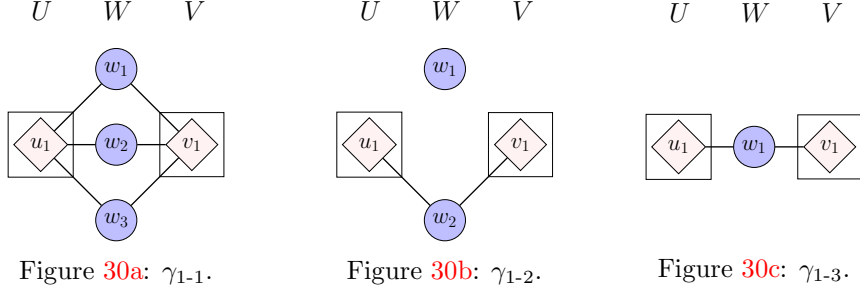 U W V U W V U W V
w₁ w₁
u₁ w₂ v₁ u₁ v₁ u₁ w₁ v₁
w₃ w₂
Figure 30a: γ₁₋₁. Figure 30b: γ₁₋₂. Figure 30c: γ₁₋₃.